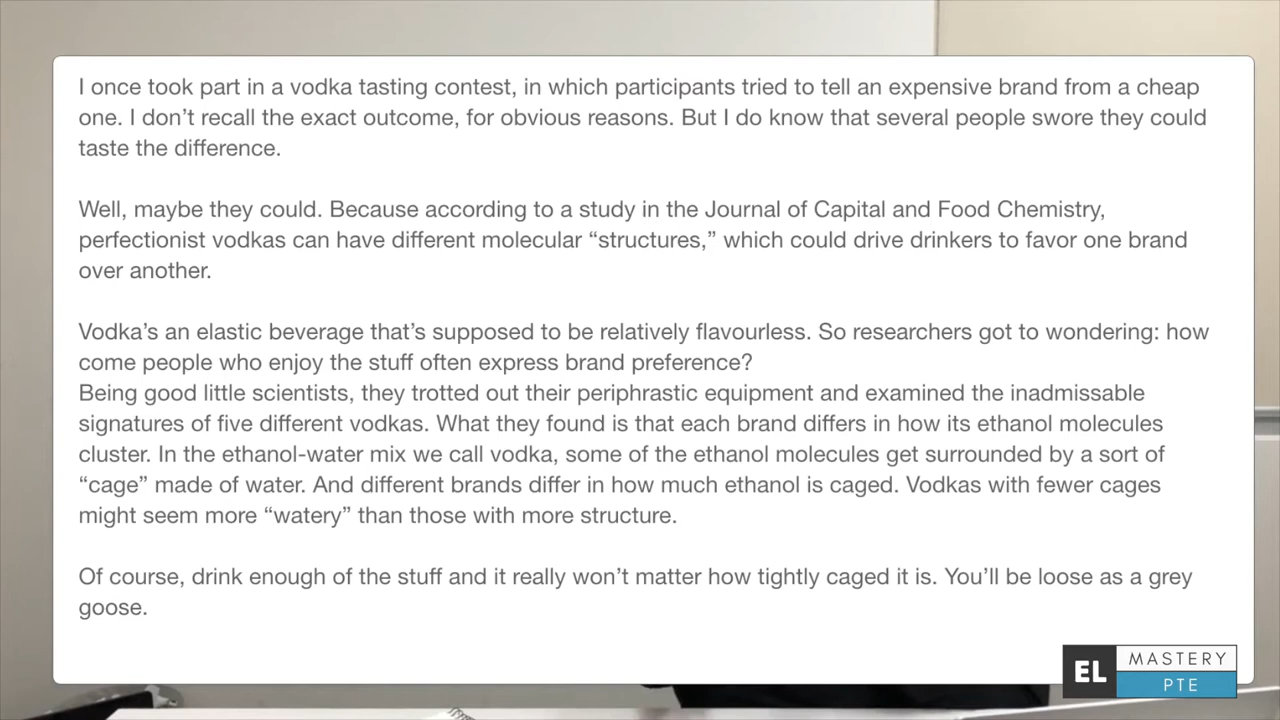 I once took part in a vodka tasting contest, in which participants tried to tell an expensive brand from a cheap
one. I don’t recall the exact outcome, for obvious reasons. But I do know that several people swore they could
taste the difference.
Well, maybe they could. Because according to a study in the Journal of Capital and Food Chemistry,
perfectionist vodkas can have different molecular “structures,” which could drive drinkers to favor one brand
over another.
Vodka’s an elastic beverage that’s supposed to be relatively flavourless. So researchers got to wondering: how
come people who enjoy the stuff often express brand preference?
Being good little scientists, they trotted out their periphrastic equipment and examined the inadmissable
signatures of five different vodkas. What they found is that each brand differs in how its ethanol molecules
cluster. In the ethanol-water mix we call vodka, some of the ethanol molecules get surrounded by a sort of
“cage” made of water. And different brands differ in how much ethanol is caged. Vodkas with fewer cages
might seem more “watery” than those with more structure.
Of course, drink enough of the stuff and it really won’t matter how tightly caged it is. You’ll be loose as a grey
goose.
EL MASTERY
PTE